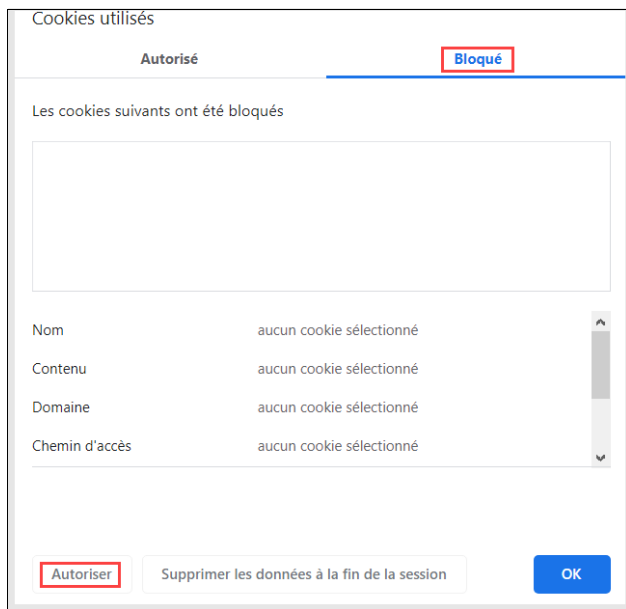 Cookies utilisés
Autorisé Bloqué
Les cookies suivants ont été bloqués
Nom aucun cookie sélectionné
Contenu aucun cookie sélectionné
Domaine aucun cookie sélectionné
Chemin d'accès aucun cookie sélectionné
Autoriser Supprimer les données à la fin de la session OK